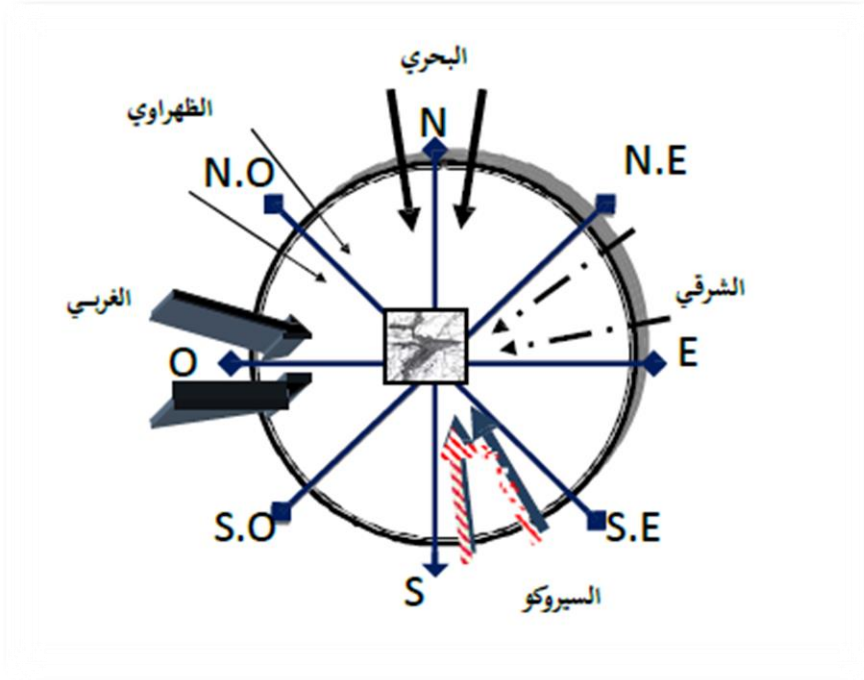 البحري
الظهراوي
N
N.E
N.O
الشرقي
الغربي
O
E
S.O
S.E
S
السيروكو